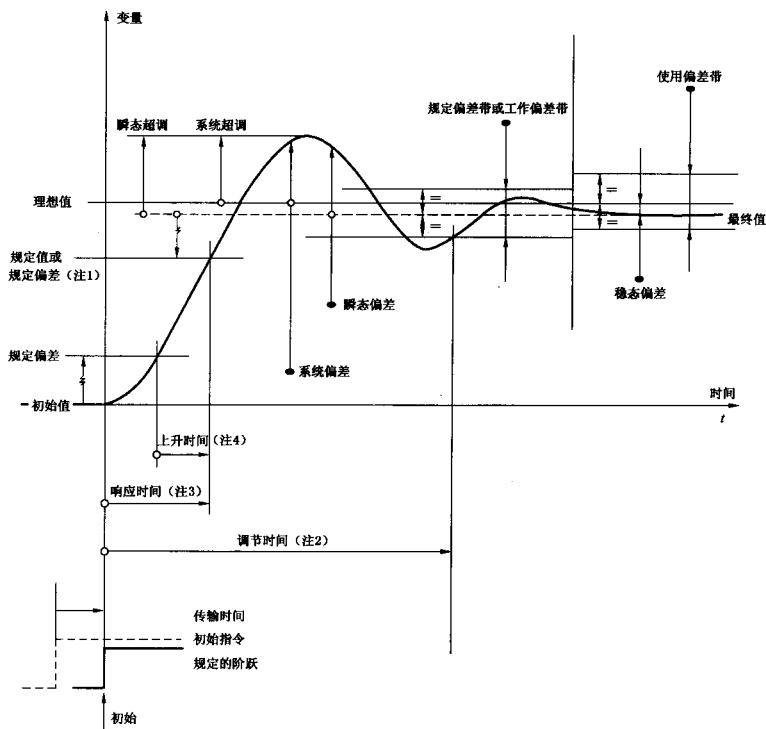 变量
使用偏差带
规定偏差带或工作偏差带
瞬态超调
系统超调
理想值
最终值
规定值或
规定偏差（注1）
稳态偏差
瞬态偏差
规定偏差
系统偏差
初始值
时间
t
上升时间（注4）
响应时间（注3）
调节时间（注2）
传输时间
初始指令
规定的阶跃
初始